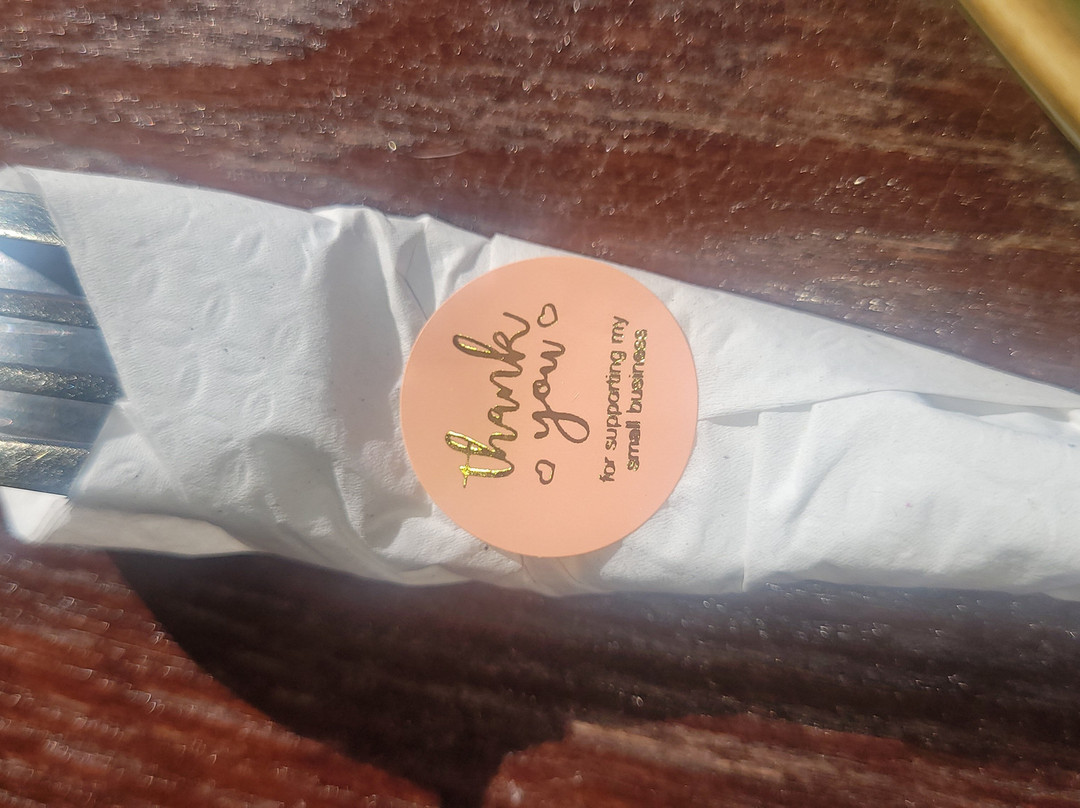 thank
you
for supporting my
small business